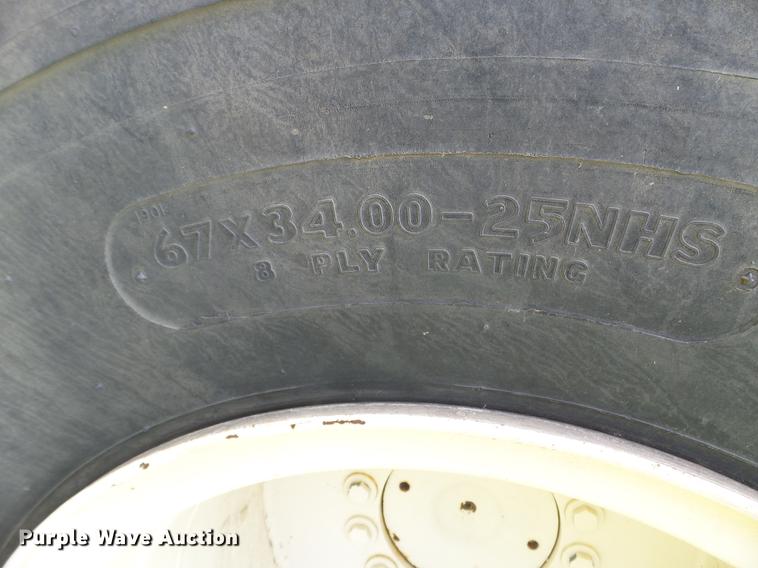 67X34.00-25NHS
8 PLY RATING
Purple Wave Auction